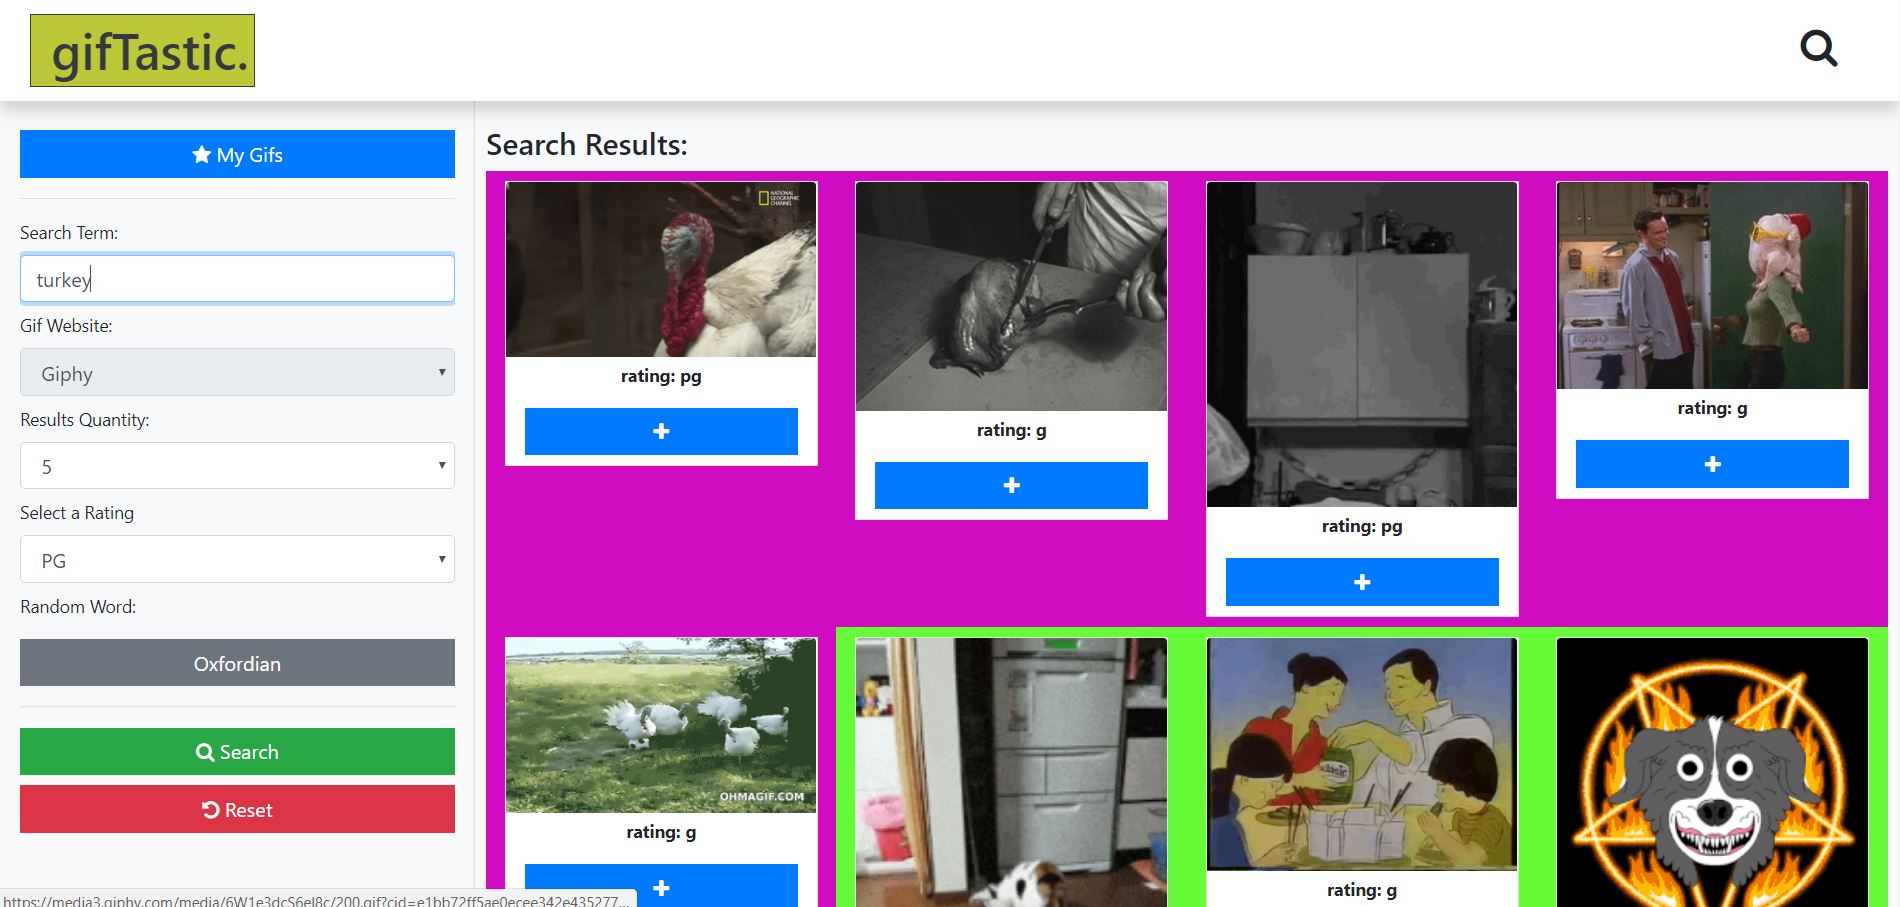 gifTastic.
My Gifs
Search Term:
turkey
Gif Website:
Giphy
Results Quantity:
5
Select a Rating
PG
Random Word:
Oxfordian
Search
Reset
Search Results:
NATIONAL
GEOGRAPHIC
CHANNEL
rating: pg
rating: g
rating: pg
rating: g
OHMAGIF.COM
rating: g
rating: g
https://media3.giphy.com/media/6W1e3dcS6eI8c/200.gif?cid=e1bb72ff5ae0ecee342e435277...